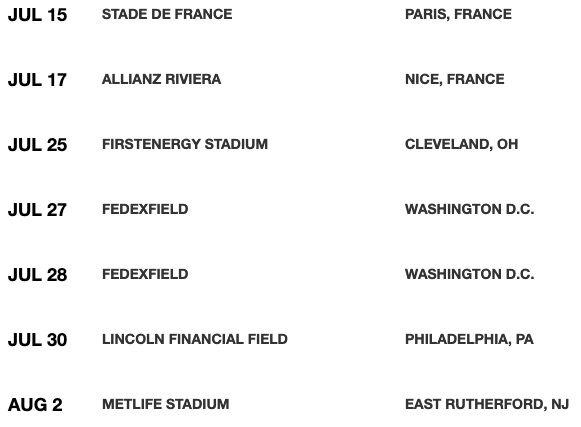 JUL 15 STADE DE FRANCE PARIS, FRANCE
JUL 17 ALLIANZ RIVIERA NICE, FRANCE
JUL 25 FIRSTENERGY STADIUM CLEVELAND, OH
JUL 27 FEDEXFIELD WASHINGTON D.C.
JUL 28 FEDEXFIELD WASHINGTON D.C.
JUL 30 LINCOLN FINANCIAL FIELD PHILADELPHIA, PA
AUG 2 METLIFE STADIUM EAST RUTHERFORD, NJ